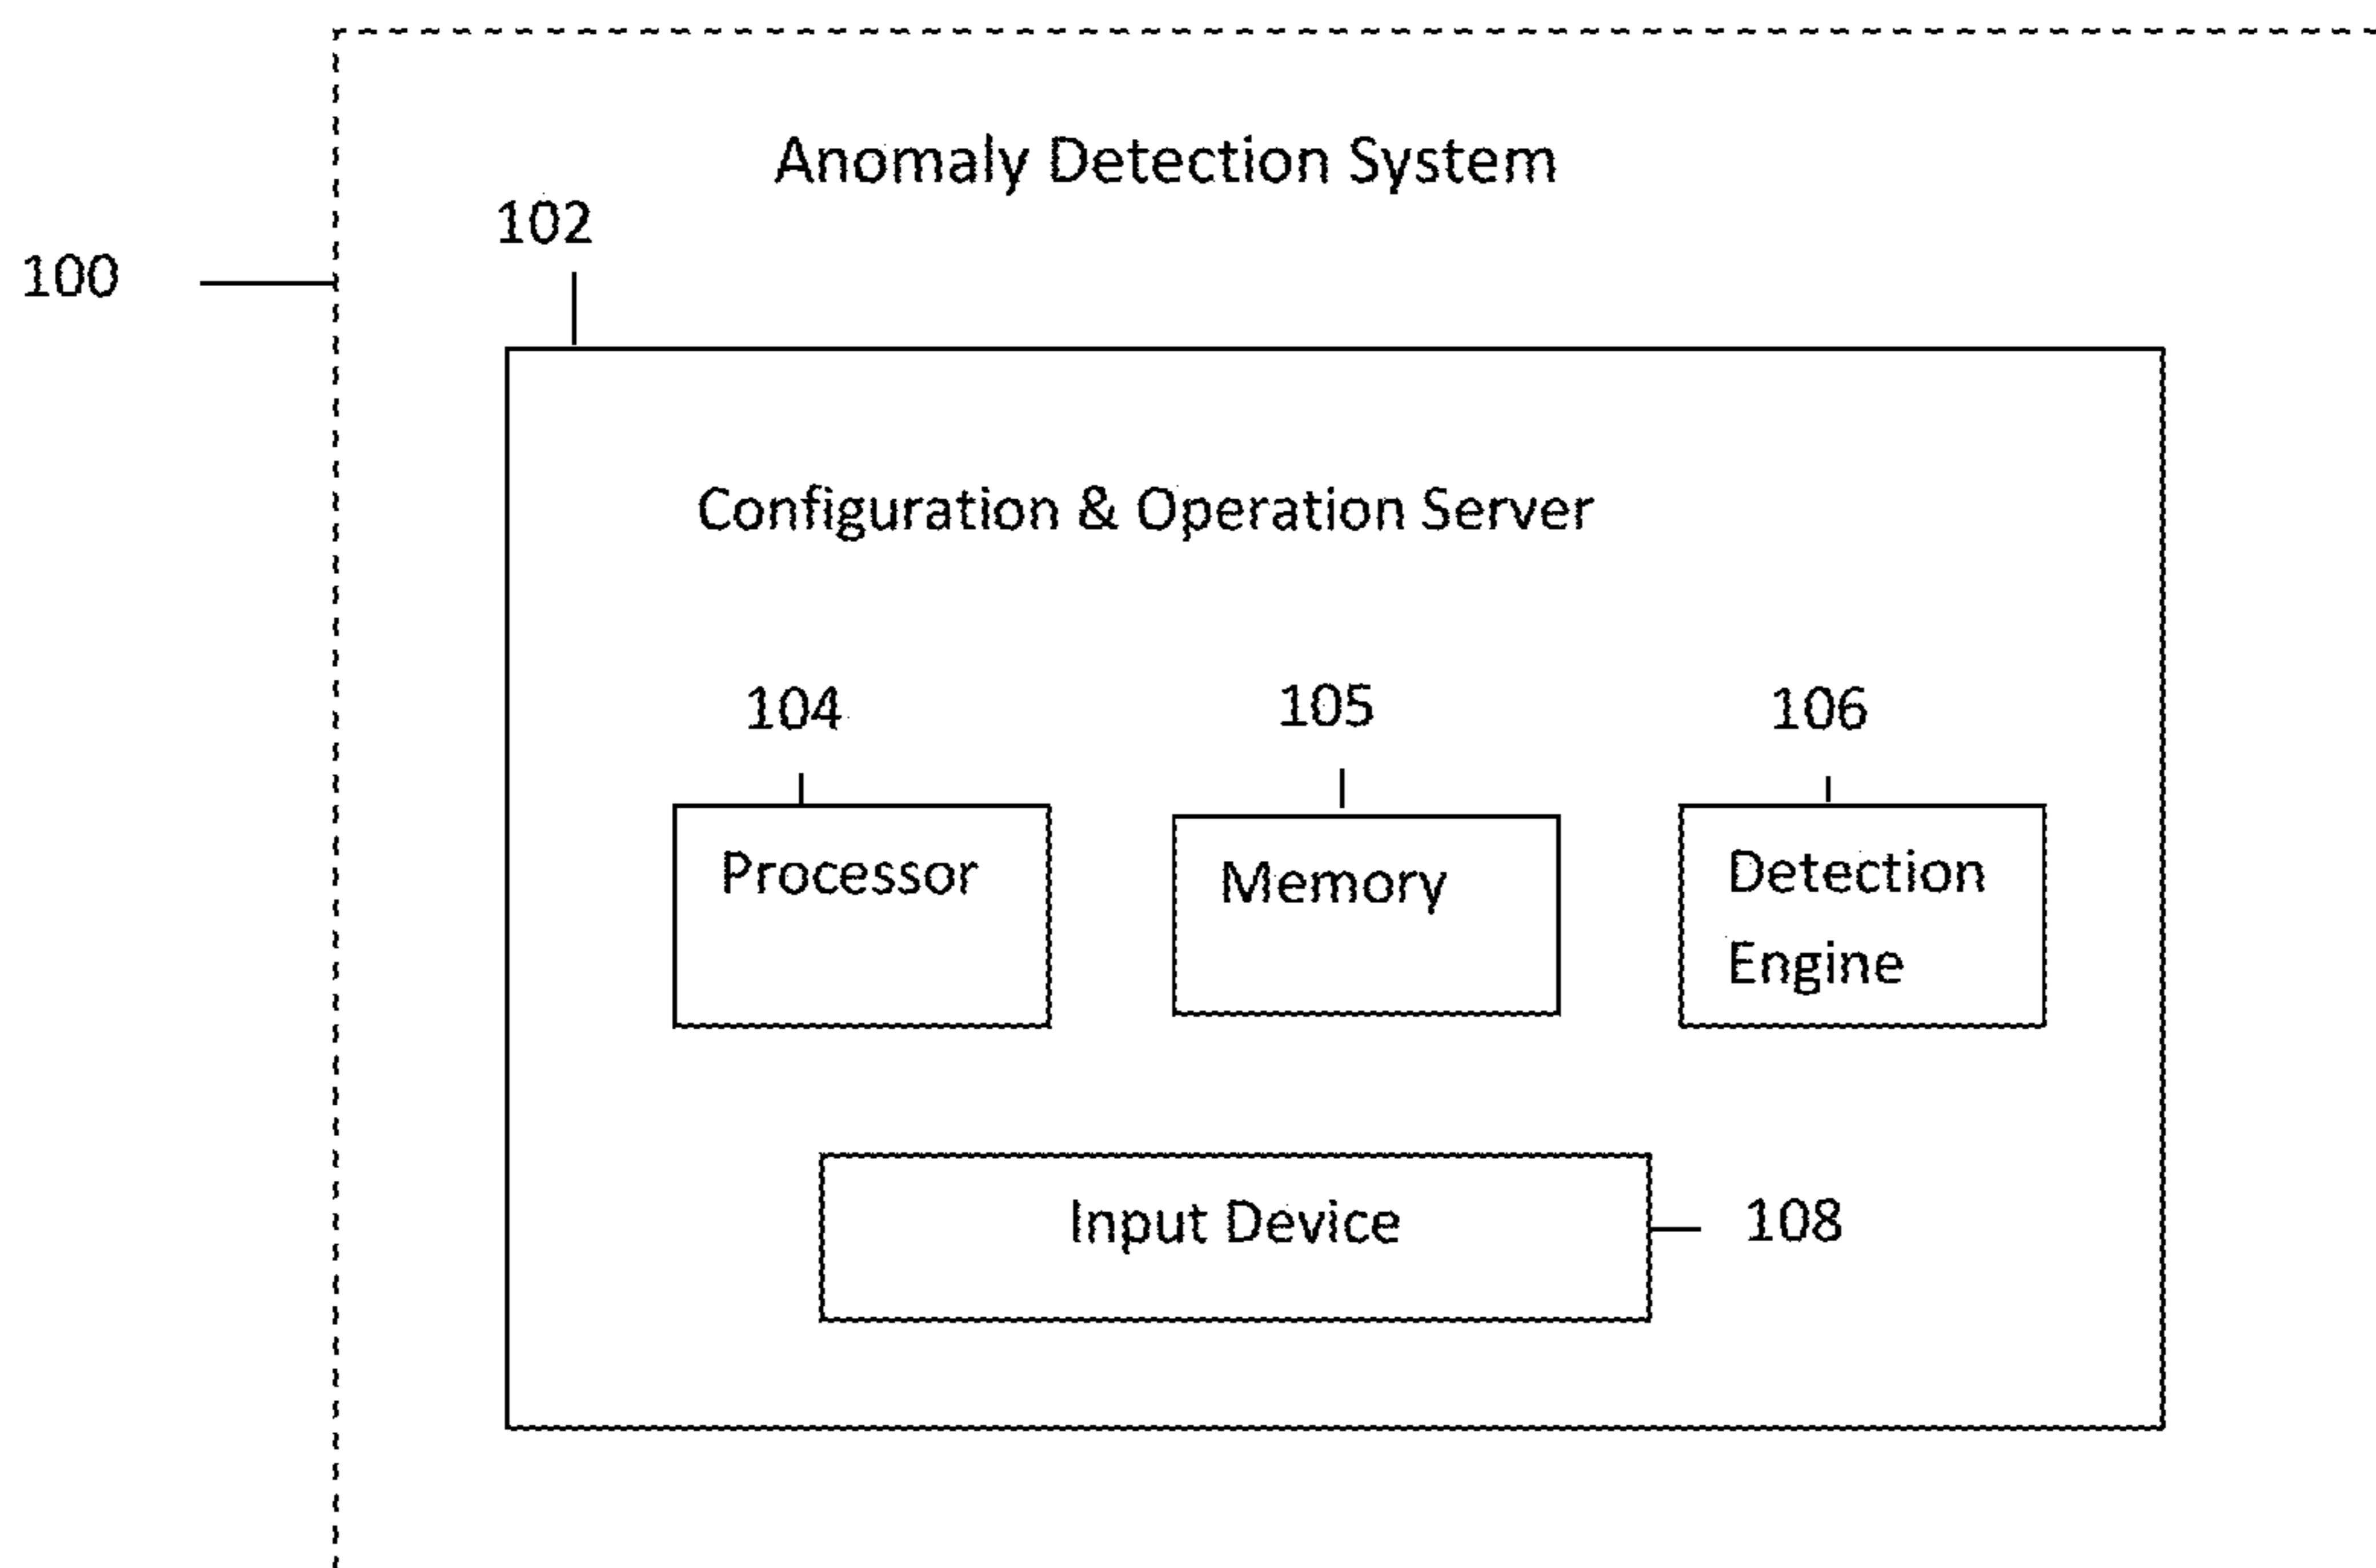 Anomaly Detection System
102
100
Configuration & Operation Server
104
105
106
Processor
Memory
Detection
Engine
Input Device
108